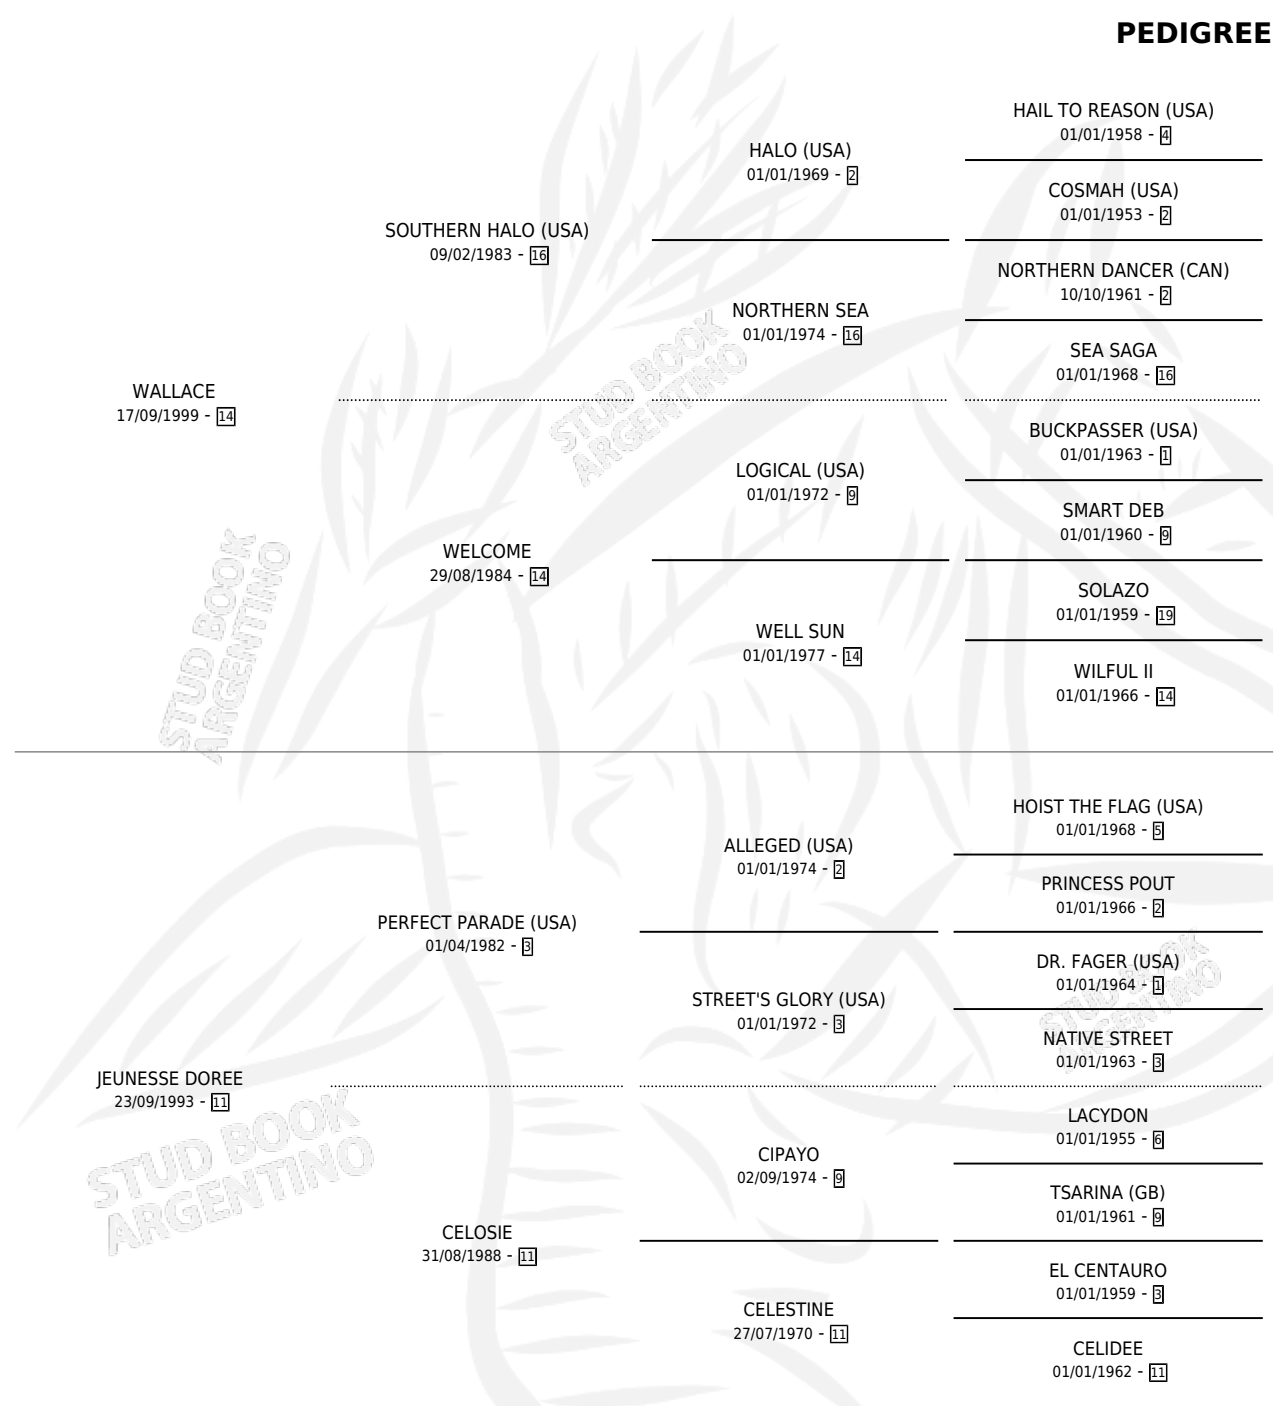 PEDIGREE
HAIL TO REASON (USA)
01/01/1958 - 4
HALO (USA)
01/01/1969 - 2
COSMAH (USA)
01/01/1953 - 2
SOUTHERN HALO (USA)
09/02/1983 - 16
NORTHERN DANCER (CAN)
10/10/1961 - 2
NORTHERN SEA
01/01/1974 - 16
SEA SAGA
01/01/1968 - 16
WALLACE
17/09/1999 - 14
BUCKPASSER (USA)
01/01/1963 - 1
LOGICAL (USA)
01/01/1972 - 9
SMART DEB
01/01/1960 - 9
WELCOME
29/08/1984 - 14
SOLAZO
01/01/1959 - 19
WELL SUN
01/01/1977 - 14
WILFUL II
01/01/1966 - 14
HOIST THE FLAG (USA)
01/01/1968 - 5
ALLEGED (USA)
01/01/1974 - 2
PRINCESS POUT
01/01/1966 - 2
PERFECT PARADE (USA)
01/04/1982 - 3
DR. FAGER (USA)
01/01/1964 - 1
STREET'S GLORY (USA)
01/01/1972 - 3
NATIVE STREET
01/01/1963 - 3
JEUNESSE DOREE
23/09/1993 - 11
LACYDON
01/01/1955 - 6
CIPAYO
02/09/1974 - 9
TSARINA (GB)
01/01/1961 - 9
CELOSIE
31/08/1988 - 11
EL CENTAURO
01/01/1959 - 3
CELESTINE
27/07/1970 - 11
CELIDEE
01/01/1962 - 11
STUD BOOK
ARGENTINO
STUD BOOK
ARGENTINO
STUD BOOK
ARGENTINO
STUD BOOK
ARGENTINO